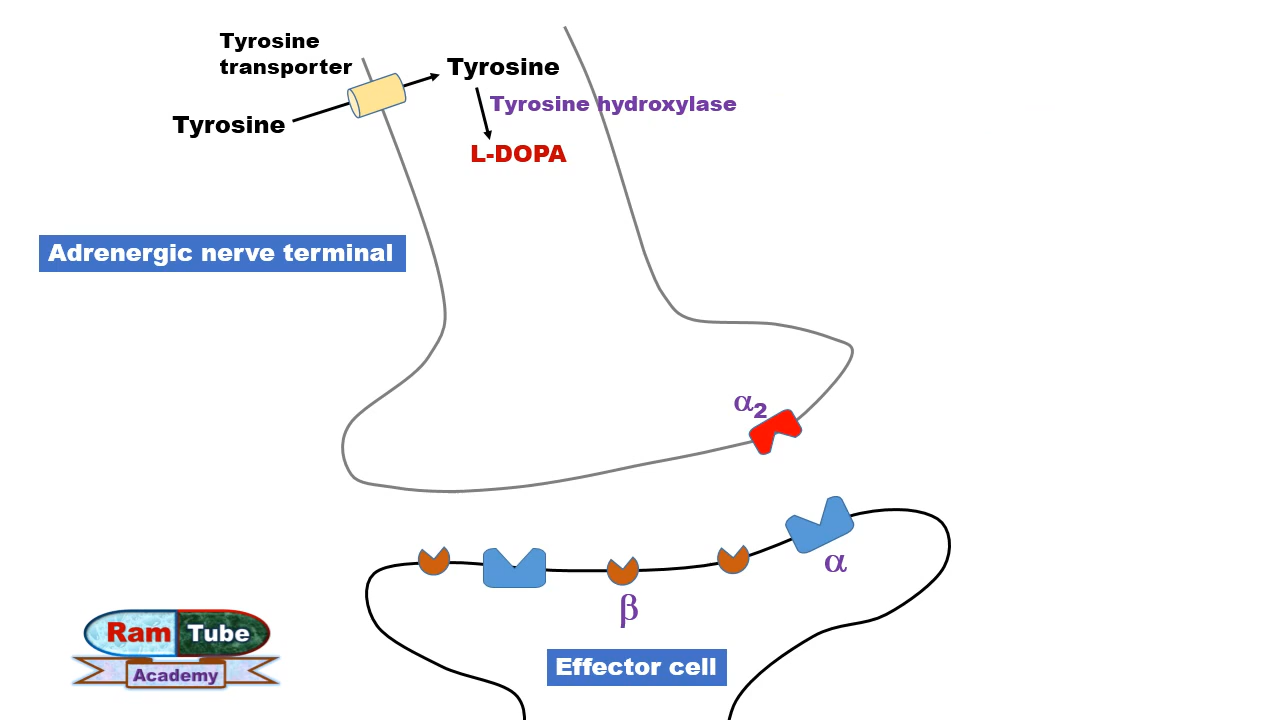 Tyrosine
transporter
Tyrosine
Tyrosine
Tyrosine hydroxylase
L-DOPA
Adrenergic nerve terminal
α2
α
β
Effector cell
Ram Tube
Academy